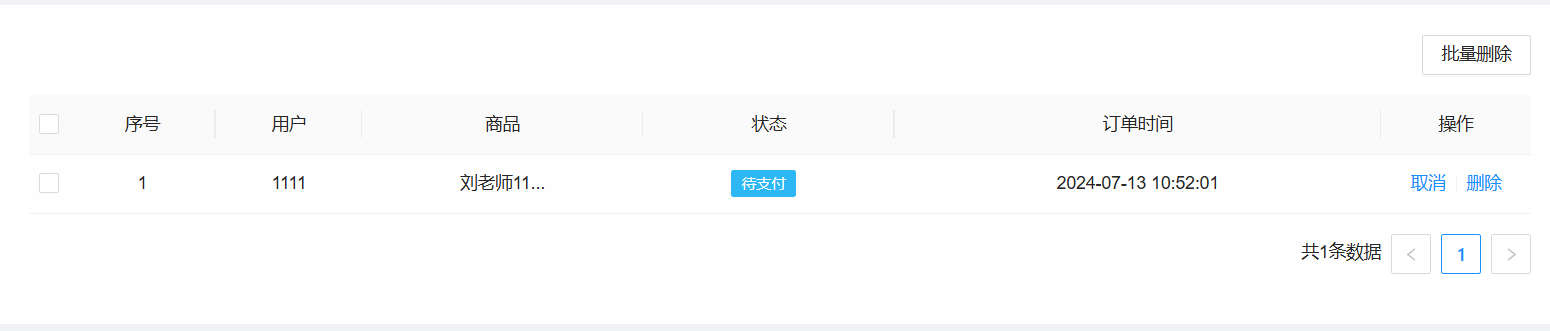 批量删除
序号 用户 商品 状态 订单时间 操作
1 1111 刘老师11... 待支付 2024-07-13 10:52:01 取消 删除
共1条数据 < 1 >